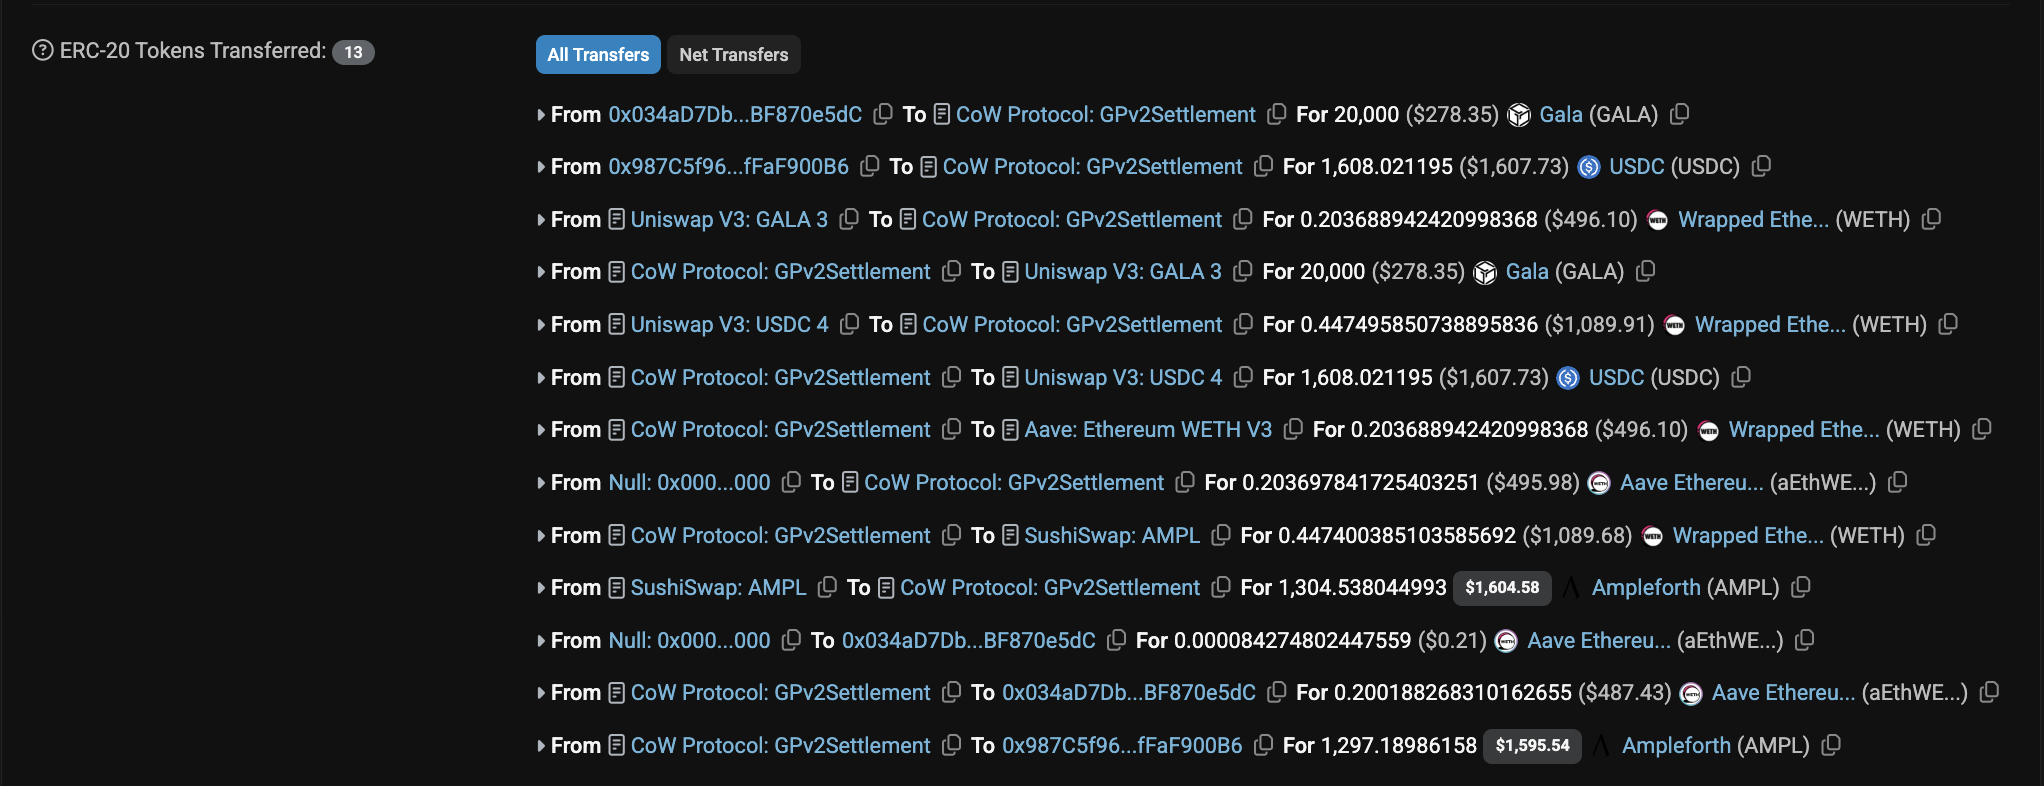 ERC-20 Tokens Transferred: 13
All Transfers Net Transfers
From 0x034aD7Db...BF870e5dC To CoW Protocol: GPv2Settlement For 20,000 ($278.35) Gala (GALA)
From 0x987C5f96...fFaF900B6 To CoW Protocol: GPv2Settlement For 1,608.021195 ($1,607.73) USDC (USDC)
From Uniswap V3: GALA 3 To CoW Protocol: GPv2Settlement For 0.203688942420998368 ($496.10) Wrapped Ethe... (WETH)
From CoW Protocol: GPv2Settlement To Uniswap V3: GALA 3 For 20,000 ($278.35) Gala (GALA)
From Uniswap V3: USDC 4 To CoW Protocol: GPv2Settlement For 0.447495850738895836 ($1,089.91) Wrapped Ethe... (WETH)
From CoW Protocol: GPv2Settlement To Uniswap V3: USDC 4 For 1,608.021195 ($1,607.73) USDC (USDC)
From CoW Protocol: GPv2Settlement To Aave: Ethereum WETH V3 For 0.203688942420998368 ($496.10) Wrapped Ethe... (WETH)
From Null: 0x000...000 To CoW Protocol: GPv2Settlement For 0.203697841725403251 ($495.98) Aave Ethereu... (aEthWE...)
From CoW Protocol: GPv2Settlement To SushiSwap: AMPL For 0.447400385103585692 ($1,089.68) Wrapped Ethe... (WETH)
From SushiSwap: AMPL To CoW Protocol: GPv2Settlement For 1,304.538044993 $1,604.58 Ampleforth (AMPL)
From Null: 0x000...000 To 0x034aD7Db...BF870e5dC For 0.000084274802447559 ($0.21) Aave Ethereu... (aEthWE...)
From CoW Protocol: GPv2Settlement To 0x034aD7Db...BF870e5dC For 0.200188268310162655 ($487.43) Aave Ethereu... (aEthWE...)
From CoW Protocol: GPv2Settlement To 0x987C5f96...fFaF900B6 For 1,297.18986158 $1,595.54 Ampleforth (AMPL)